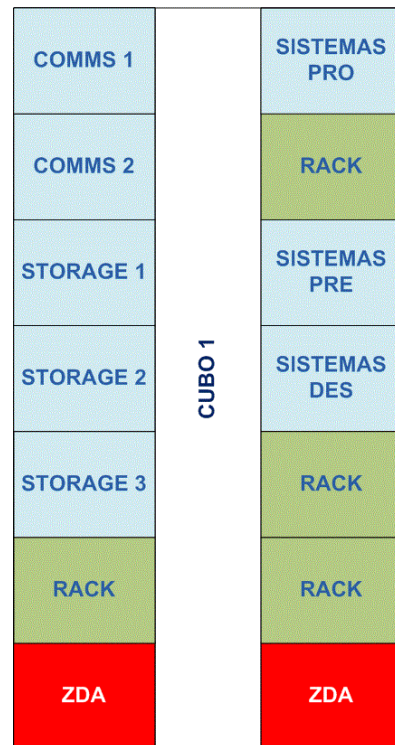 COMMS 1
COMMS 2
STORAGE 1
STORAGE 2
STORAGE 3
RACK
ZDA
CUBO 1
SISTEMAS
PRO
RACK
SISTEMAS
PRE
SISTEMAS
DES
RACK
RACK
ZDA